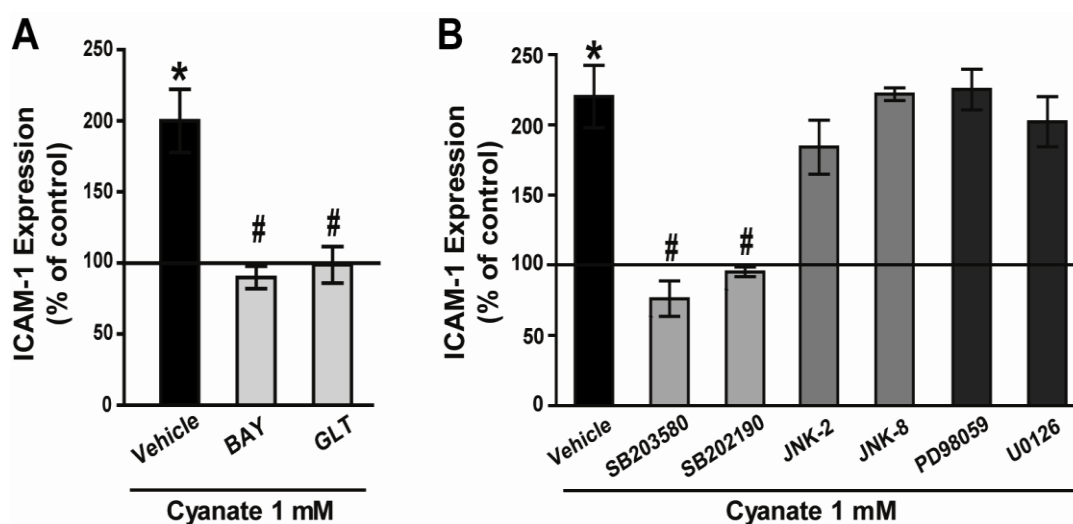 A
ICAM-1 Expression
(% of control)
250
200
150
100
50
0
*
#
#
Vehicle
BAY
GLT
Cyanate 1 mM
B
ICAM-1 Expression
(% of control)
250
200
150
100
50
0
*
#
#
Vehicle
SB203580
SB202190
JNK-2
JNK-8
PD98059
U0126
Cyanate 1 mM